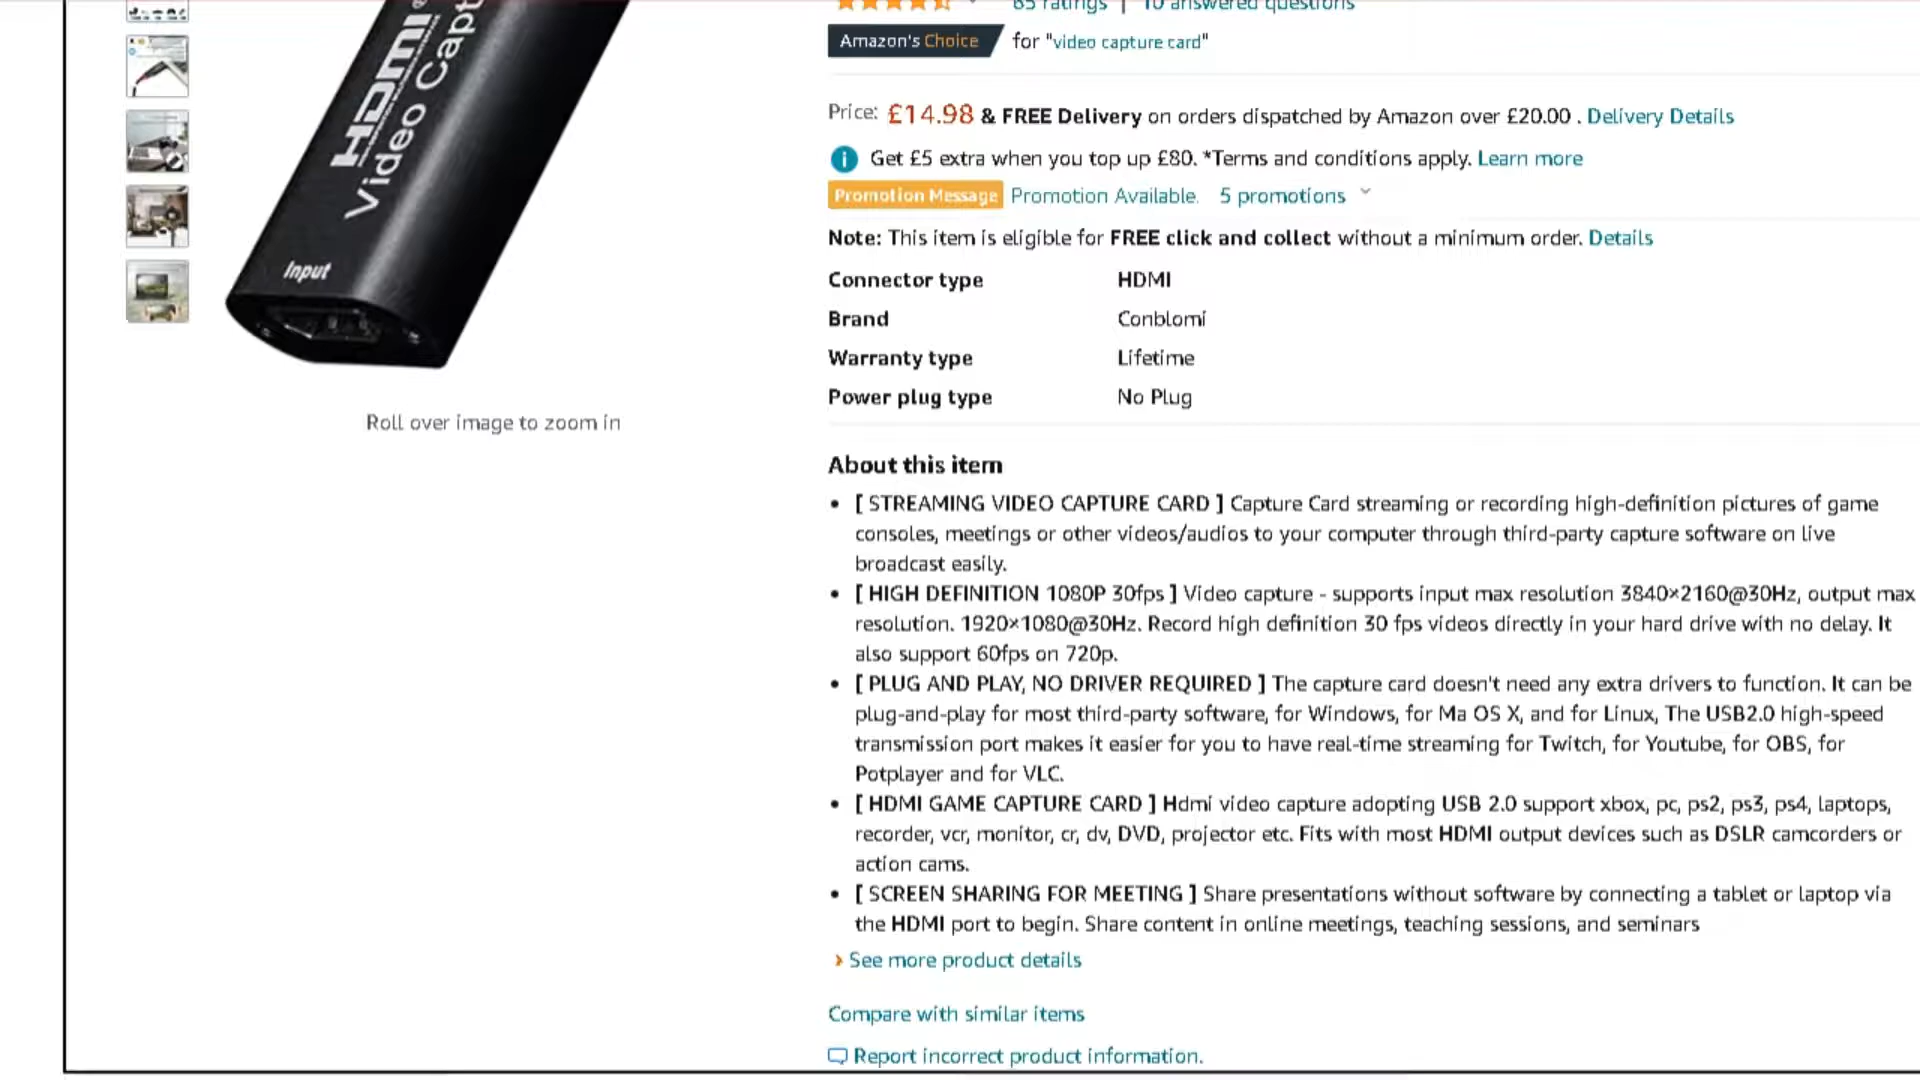 HDMI
Video Capt
Input
Roll over image to zoom in
85 ratings | 10 answered questions
Amazon's Choice for "video capture card"
Price: £14.98 & FREE Delivery on orders dispatched by Amazon over £20.00 . Delivery Details
i Get £5 extra when you top up £80. *Terms and conditions apply. Learn more
Promotion Message Promotion Available. 5 promotions
Note: This item is eligible for FREE click and collect without a minimum order. Details
Connector type HDMI
Brand Conblomi
Warranty type Lifetime
Power plug type No Plug
About this item
• [ STREAMING VIDEO CAPTURE CARD ] Capture Card streaming or recording high-definition pictures of game
consoles, meetings or other videos/audios to your computer through third-party capture software on live
broadcast easily.
• [ HIGH DEFINITION 1080P 30fps ] Video capture - supports input max resolution 3840×2160@30Hz, output max
resolution. 1920×1080@30Hz. Record high definition 30 fps videos directly in your hard drive with no delay. It
also support 60fps on 720p.
• [ PLUG AND PLAY, NO DRIVER REQUIRED ] The capture card doesn't need any extra drivers to function. It can be
plug-and-play for most third-party software, for Windows, for Ma OS X, and for Linux, The USB2.0 high-speed
transmission port makes it easier for you to have real-time streaming for Twitch, for Youtube, for OBS, for
Potplayer and for VLC.
• [ HDMI GAME CAPTURE CARD ] Hdmi video capture adopting USB 2.0 support xbox, pc, ps2, ps3, ps4, laptops,
recorder, vcr, monitor, cr, dv, DVD, projector etc. Fits with most HDMI output devices such as DSLR camcorders or
action cams.
• [ SCREEN SHARING FOR MEETING ] Share presentations without software by connecting a tablet or laptop via
the HDMI port to begin. Share content in online meetings, teaching sessions, and seminars
› See more product details
Compare with similar items
Report incorrect product information.